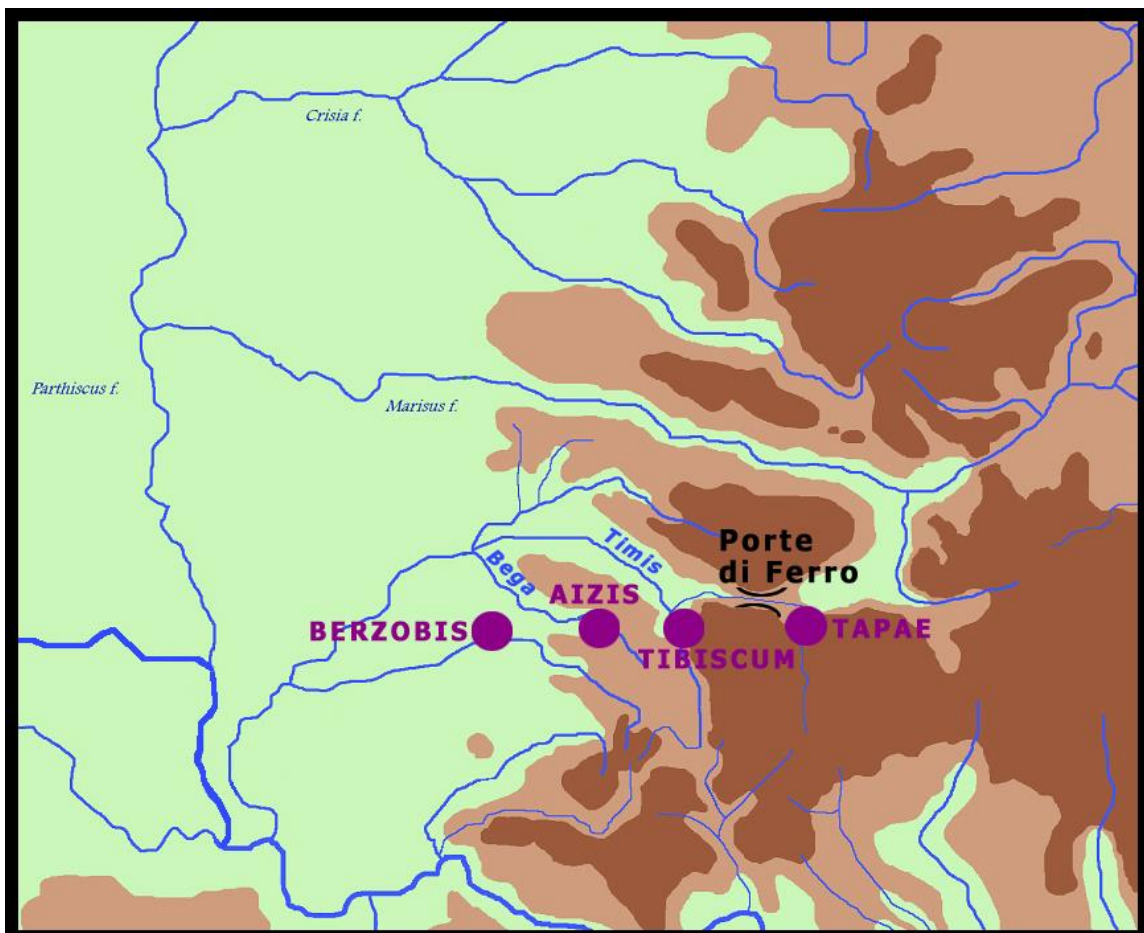 Crisia f.
Parthiscus f.
Marisus f.
Porte
di Ferro
Timis
Bega
AIZIS
BERZOBIS
TIBISCUM
TAPAE